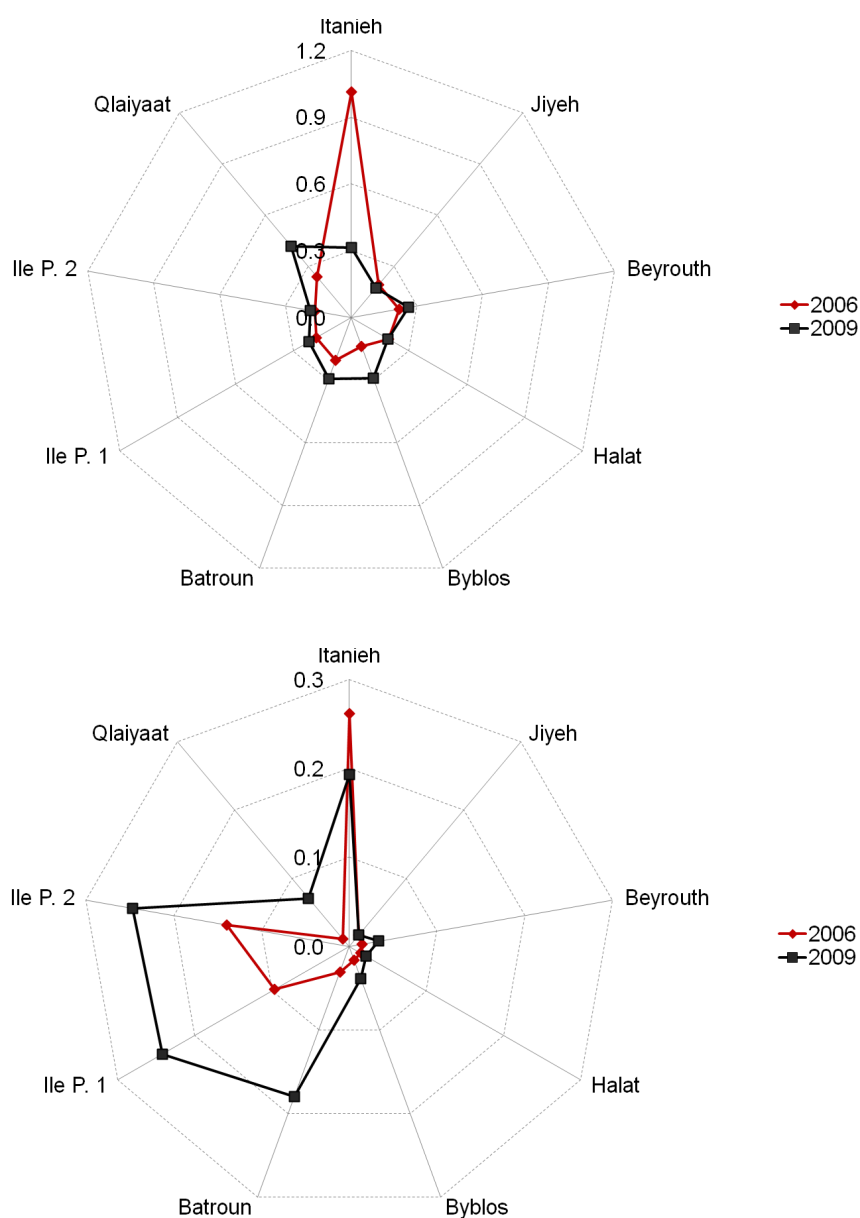 Itanieh
1.2
Qlaiyaat
Jiyeh
0.9
0.6
0.3
Ile P. 2
Beyrouth
2006
0.0
2009
Ile P. 1
Halat
Batroun
Byblos
Itanieh
0.3
Qlaiyaat
Jiyeh
0.2
0.1
Ile P. 2
Beyrouth
2006
0.0
2009
Ile P. 1
Halat
Batroun
Byblos